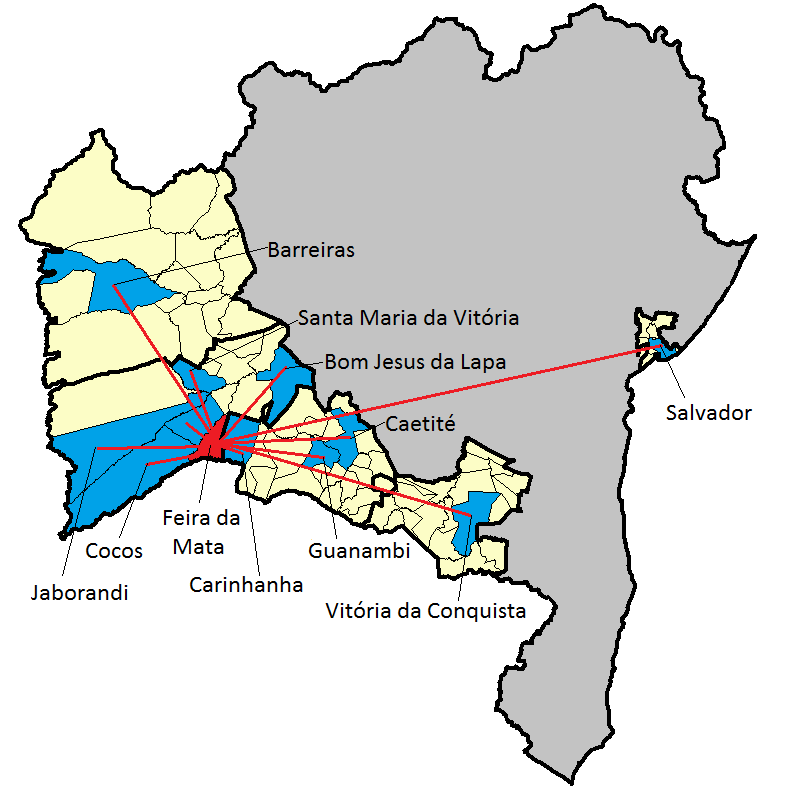 Barreiras
Santa Maria da Vitória
Bom Jesus da Lapa
Salvador
Caetité
Feira da
Mata
Cocos
Guanambi
Carinhanha
Jaborandi
Vitória da Conquista